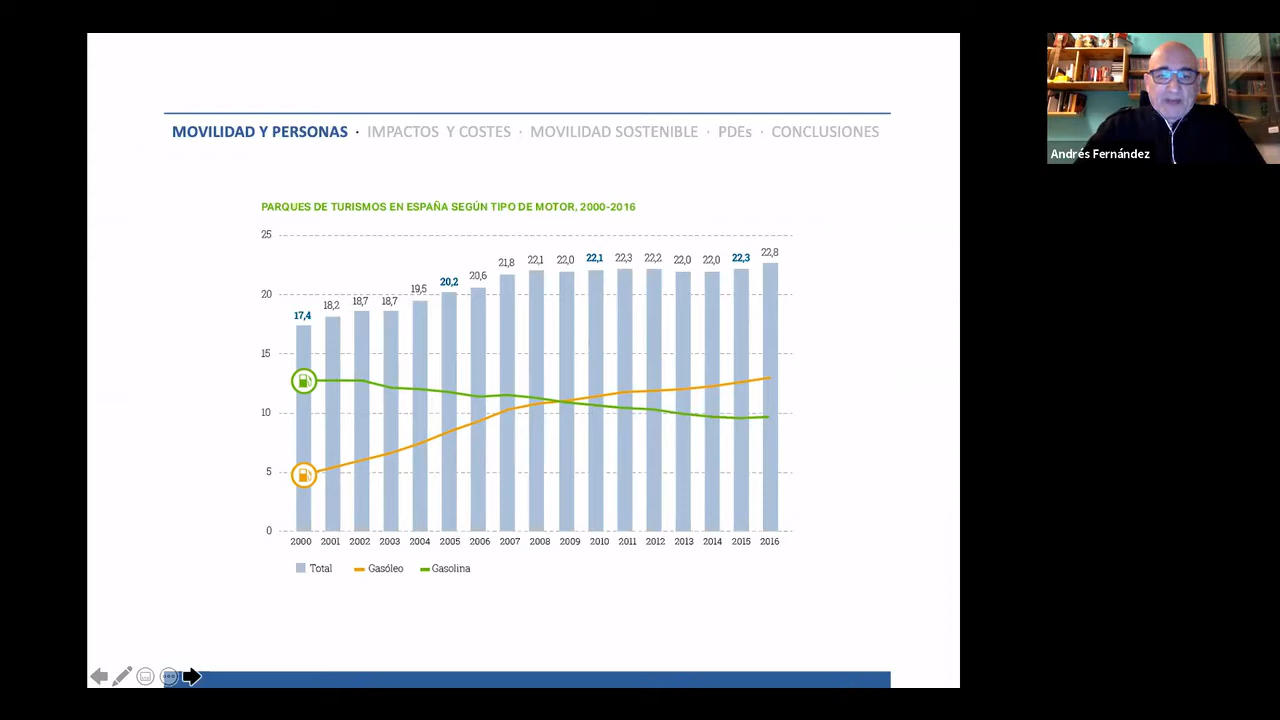 MOVILIDAD Y PERSONAS · IMPACTOS Y COSTES · MOVILIDAD SOSTENIBLE · PDEs · CONCLUSIONES
Andrés Fernández
PARQUES DE TURISMOS EN ESPAÑA SEGÚN TIPO DE MOTOR, 2000-2016
25
20
15
10
5
0
17,4 18,2 18,7 18,7 19,5 20,2 20,6 21,8 22,1 22,0 22,1 22,3 22,2 22,0 22,0 22,3 22,8
2000 2001 2002 2003 2004 2005 2006 2007 2008 2009 2010 2011 2012 2013 2014 2015 2016
Total Gasóleo Gasolina